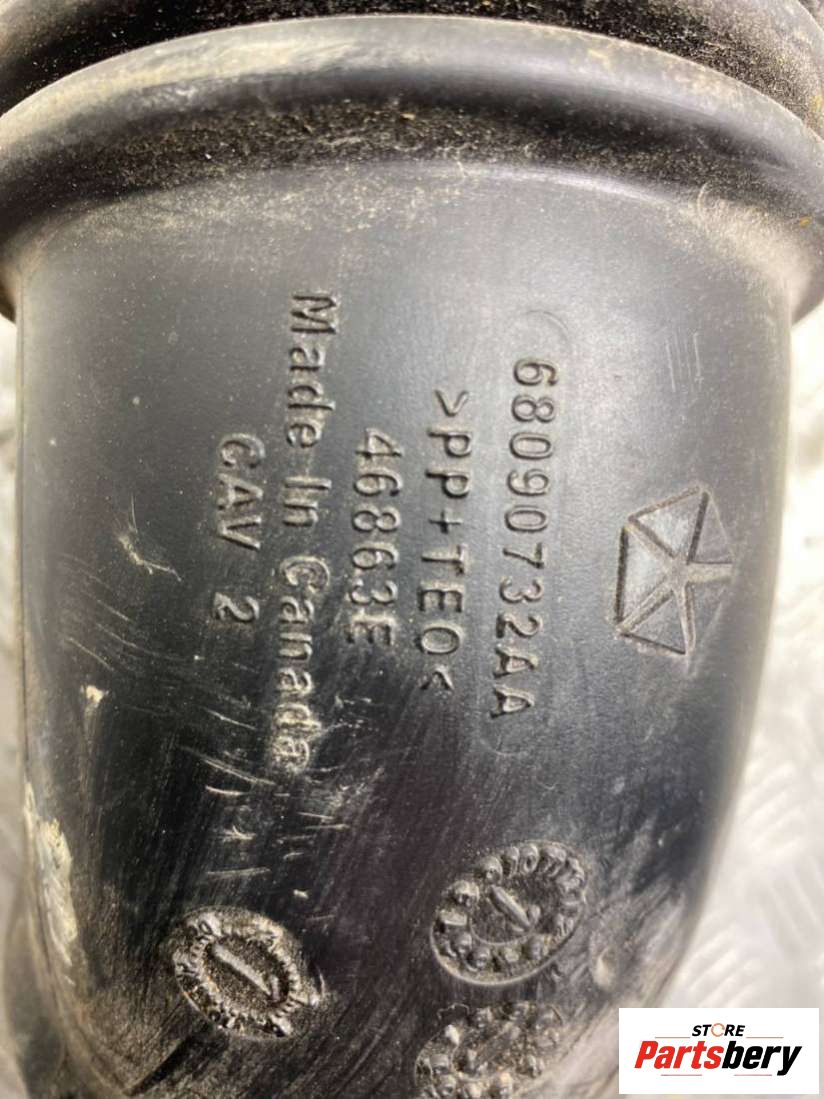 68090732AA
>PP+TEO<
46863E
Made In Canada
CAV 2
STORE
Partsbery